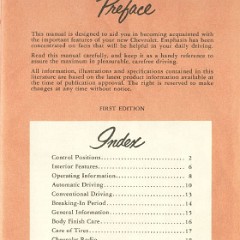 Preface
This manual is designed to aid you in becoming acquainted with
the important features of your new Chevrolet. Emphasis has been
concentrated on facts that will be helpful in your daily driving.
Read this manual carefully, and keep it as a handy reference to
assure the maximum in pleasurable, carefree driving.
All information, illustrations and specifications contained in this
literature are based on the latest product information available at
the time of publication. The right is reserved to make changes
at any time without notice.
FIRST EDITION
Index
Control Positions 2
Interior Features 6
Operating Information 8
Automatic Driving 10
Conventional Driving 13
Breaking-In Period 14
General Information 15
Body Finish Care 16
Care of Tires 17
Chevrolet Radio